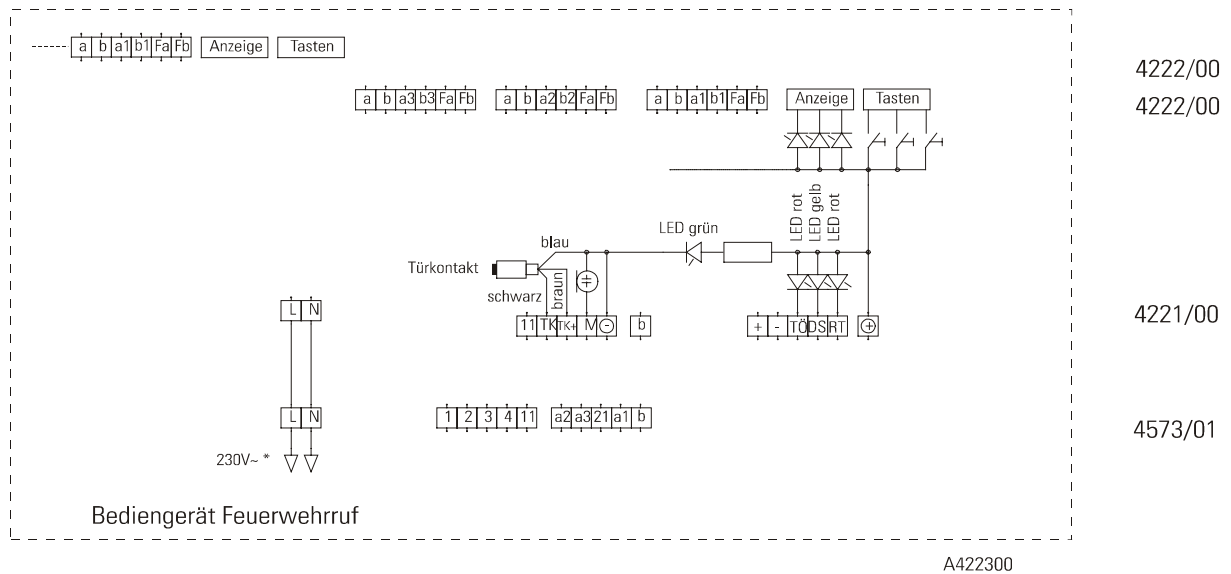 a b a1 b1 Fa Fb Anzeige Tasten
4222/00
a b a3 b3 Fa Fb a b a2 b2 Fa Fb a b a1 b1 Fa Fb Anzeige Tasten
4222/00
LED rot
LED gelb
LED rot
LED grün
blau
Türkontakt
schwarz
braun
L N
11 TK TK+ M - b + - TÖ DS RT +
4221/00
L N
1 2 3 4 11 a2 a3 21 a1 b
4573/01
230V~ *
Bediengerät Feuerwehrruf
A422300